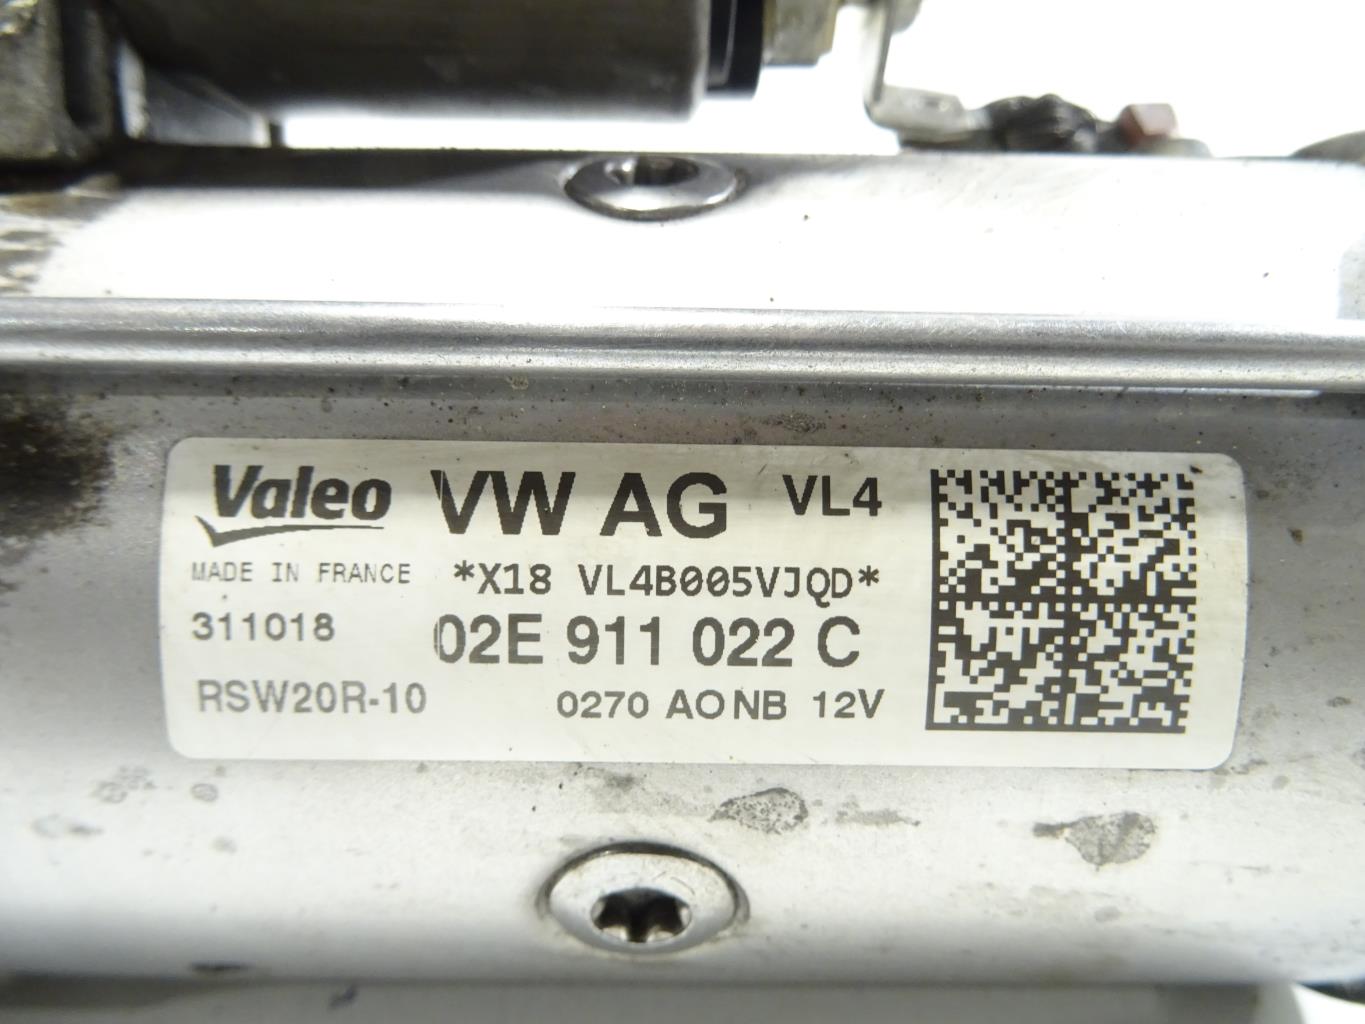 Valeo VW AG VL4
MADE IN FRANCE *X18 VL4B005VJQD*
311018 02E 911 022 C
RSW20R-10 0270 AONB 12V